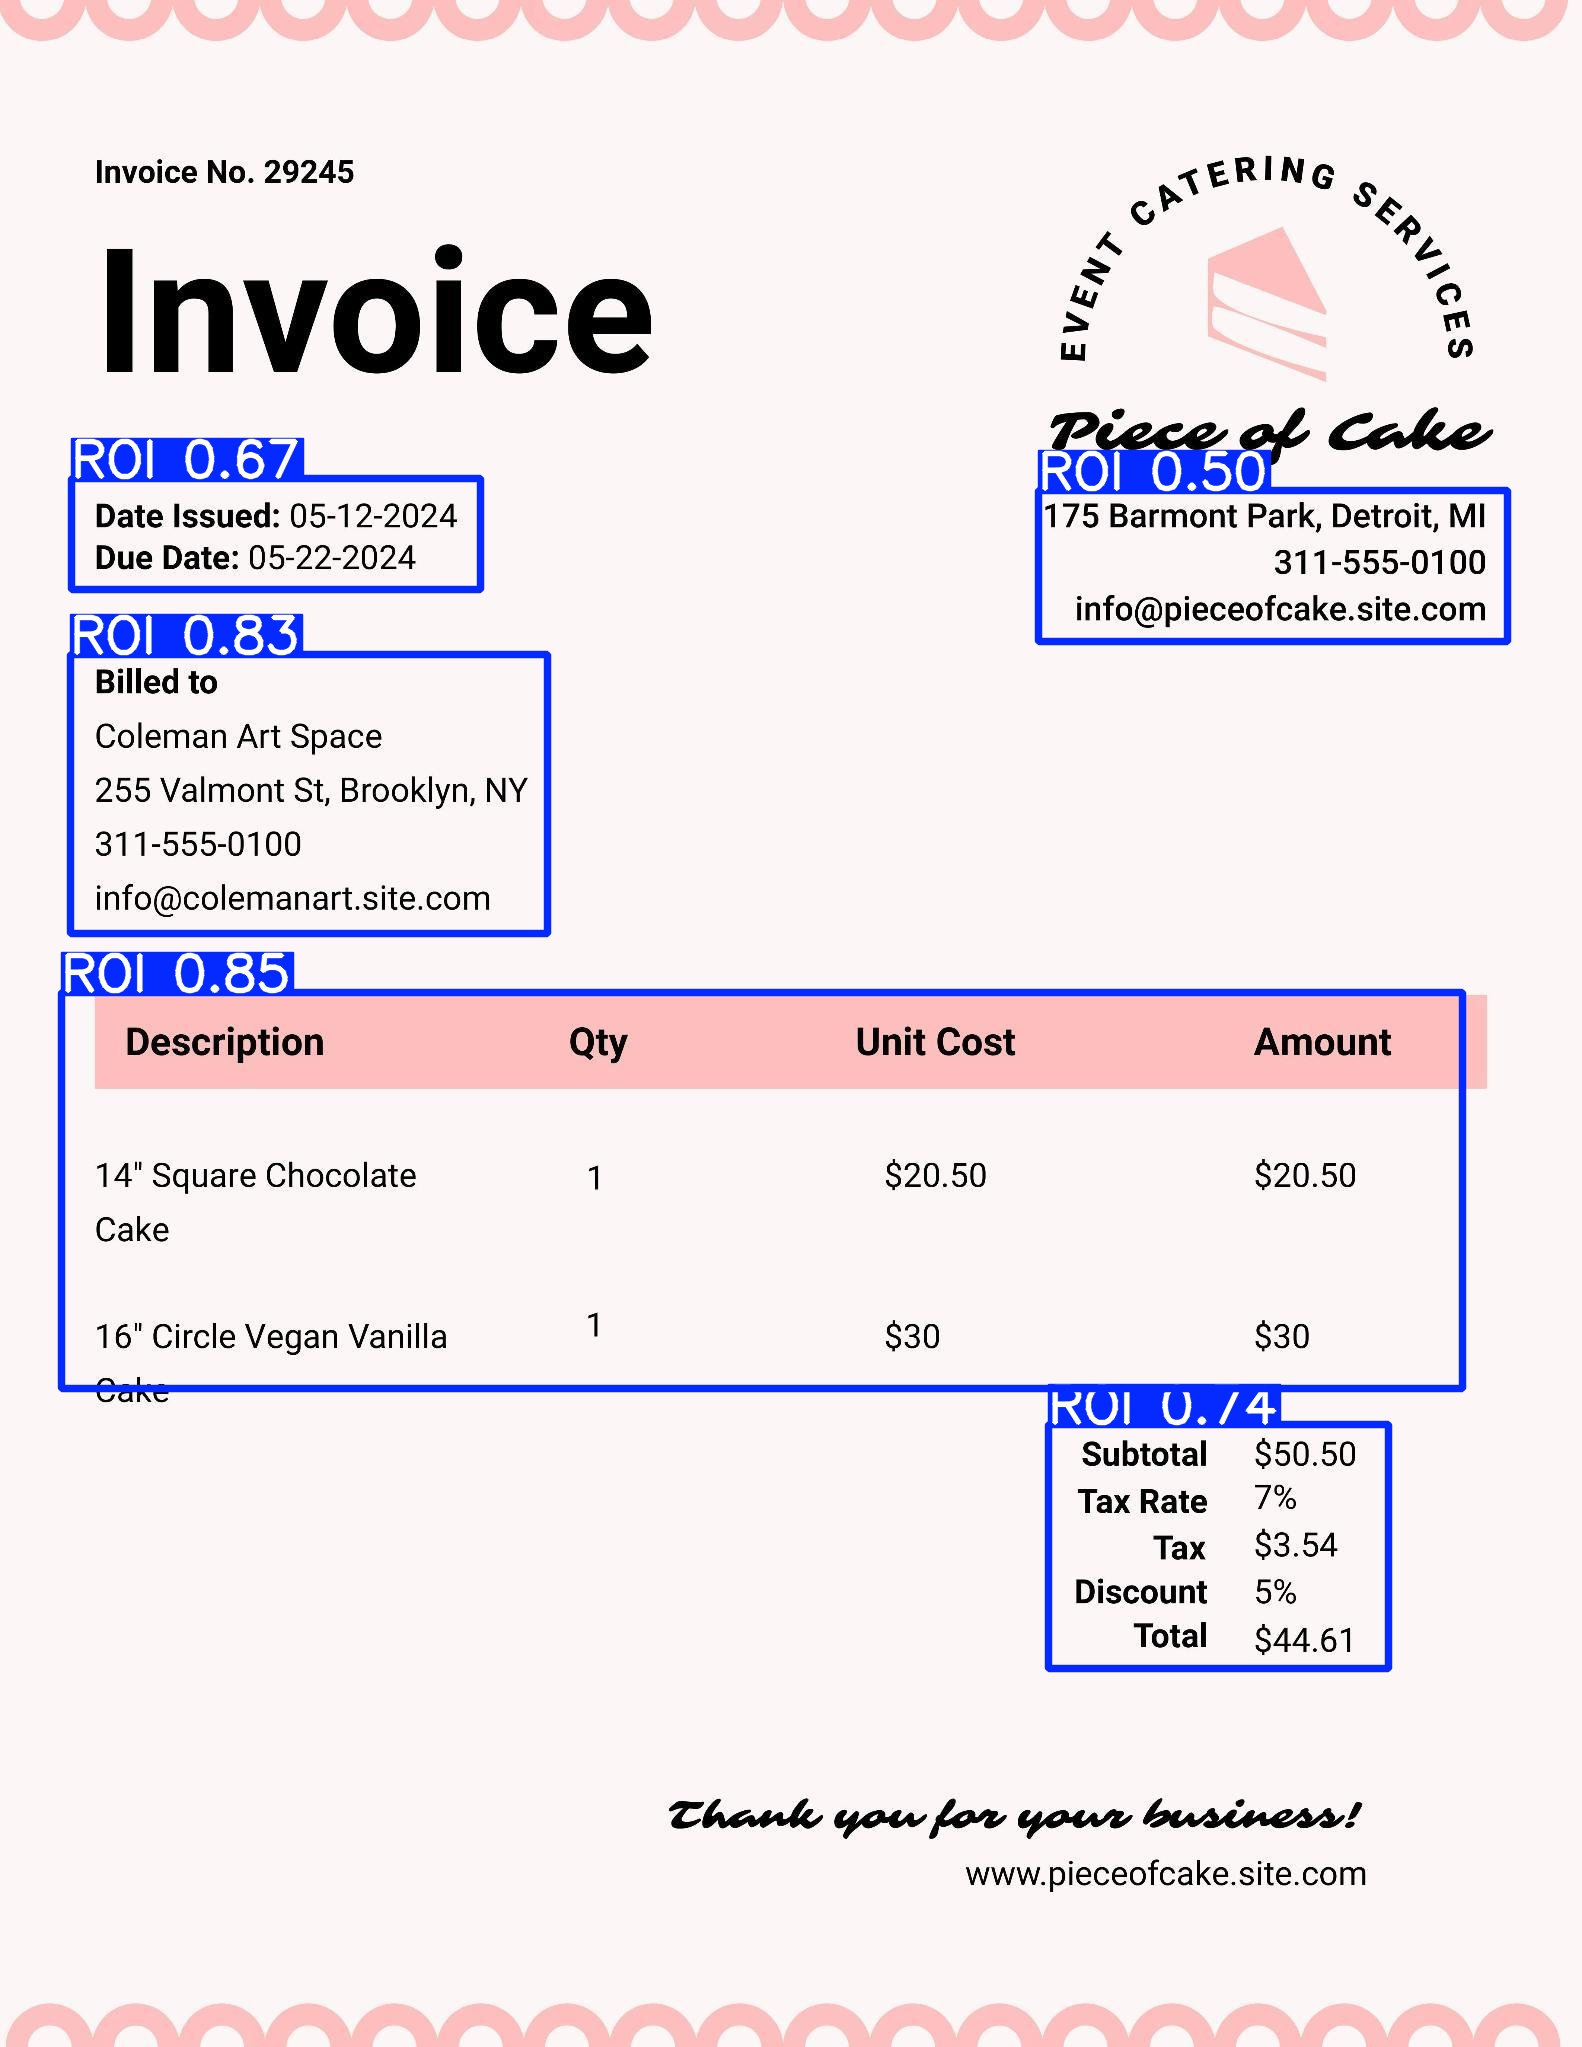 Invoice No. 29245
EVENT CATERING SERVICES
Invoice
Piece of Cake
ROI 0.67
Date Issued: 05-12-2024
Due Date: 05-22-2024
ROI 0.50
175 Barmont Park, Detroit, MI
311-555-0100
info@pieceofcake.site.com
ROI 0.83
Billed to
Coleman Art Space
255 Valmont St, Brooklyn, NY
311-555-0100
info@colemanart.site.com
ROI 0.85
Description Qty Unit Cost Amount
14" Square Chocolate 1 $20.50 $20.50
Cake
16" Circle Vegan Vanilla 1 $30 $30
Cake
ROI 0.74
Subtotal $50.50
Tax Rate 7%
Tax $3.54
Discount 5%
Total $44.61
Thank you for your business!
www.pieceofcake.site.com